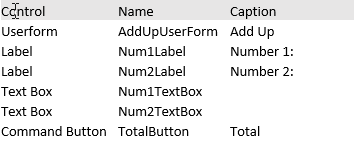 Control Name Caption
Userform AddUpUserForm Add Up
Label Num1Label Number 1:
Label Num2Label Number 2:
Text Box Num1TextBox
Text Box Num2TextBox
Command Button TotalButton Total